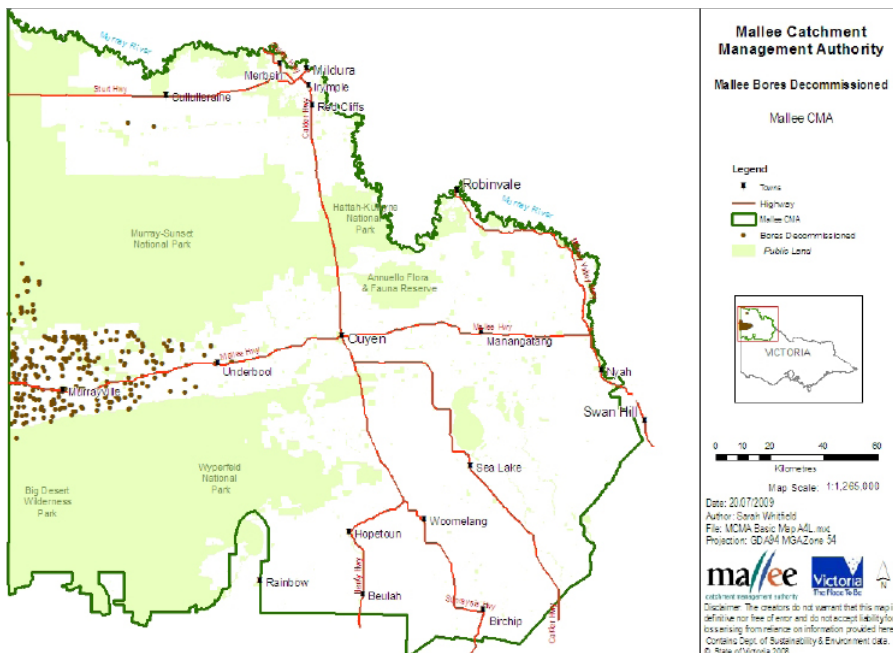 Murray River
Merbein
Mildura
Irymple
Sturt Hwy
Cullulleraine
Red Cliffs
Calder Hwy
Robinvale
Murray River
Hattah-Kulkyne
National
Park
Murray-Sunset
National Park
Annuello Flora
& Fauna Reserve
Mallee Hwy
Ouyen
Manangatang
Mallee Hwy
Underbool
Nyah
Murrayville
Swan Hill
Sea Lake
Wyperfeld
National
Park
Big Desert
Wilderness
Park
Woomelang
Hopetoun
Rainbow
Henty Hwy
Beulah
Sunraysia Hwy
Birchip
Calder Hwy
Mallee Catchment
Management Authority
Mallee Bores Decommissioned
Mallee CMA
Legend
Towns
Highway
Mallee CMA
Bores Decommissioned
Public Land
VICTORIA
0 10 20 40 60
Kilometres
Map Scale: 1:1,265,000
Date: 20/07/2009
Author: Sarah Whitfield
File: MCMA Basic Map A4L.mxd
Projection: GDA94 MGAZone 54
mallee
catchment management authority
Victoria
The Place To Be
N
Disclaimer: The creators do not warrant that this map i
definitive nor free of error and do not accept liability fo
loss arising from reliance on information provided here
Contains Dept. of Sustainability & Environment data.
© State of Victoria 2008